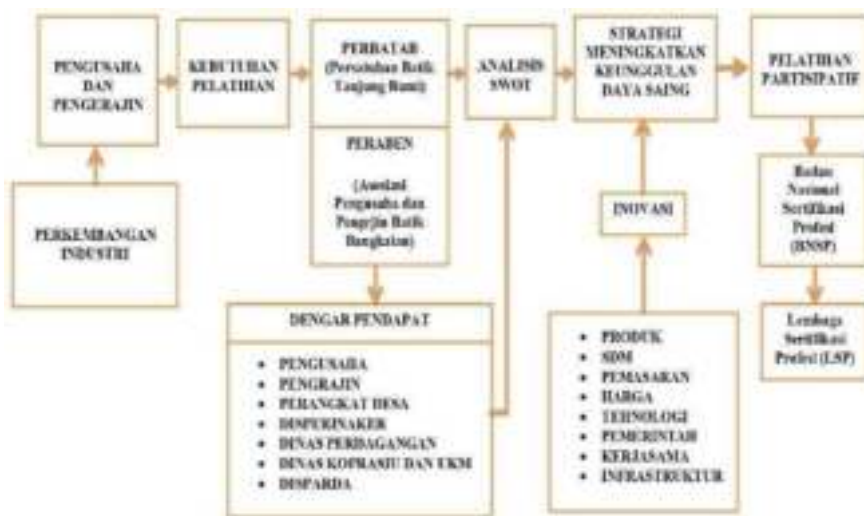 PENGUSAHA
DAN
PENGERAJIN
KEBUTUHAN
PELATIHAN
PERBATAB
(Persatuan Batik
Tanjung Bumi)
ANALISIS
SWOT
STRATEGI
MENINGKATKAN
KEUNGGULAN
DAYA SAING
PELATIHAN
PARTISIPATIF
PERABEN
(Asosiasi
Pengusaha dan
Batik
Bangkalan)
PERKEMBANGAN
INDUSTRI
INOVASI
Badan
Nasional
Sertifikasi
Profesi
(BNSP)
DENGAR PENDAPAT
• PENGUSAHA
• PENGRAJIN
• PERANGKAT DESA
• DISPERINAKER
• DINAS PERDAGANGAN
• DINAS DAN UKM
• DISPARDA
• PRODUK
• SDM
• PEMASARAN
• HARGA
• TEHNOLOGI
• PEMERINTAH
• KERJASAMA
• INFRASTRUKTUR
Lembaga
Sertifikasi
Profesi (LSP)